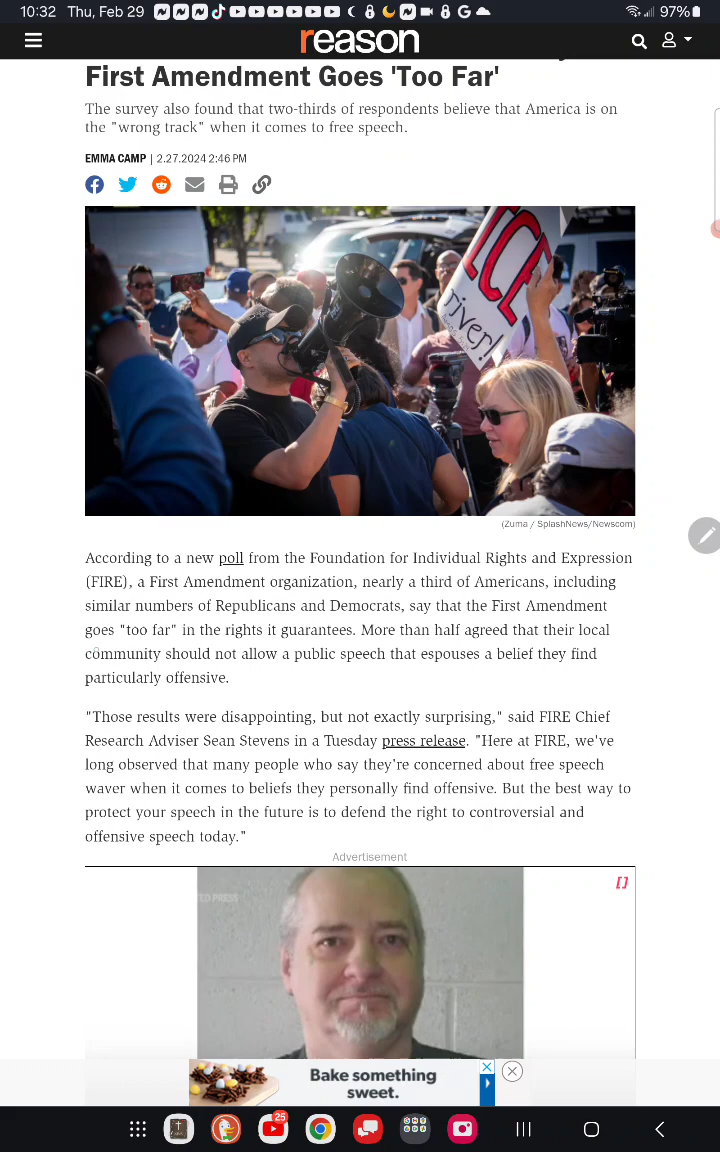 10:32 Thu, Feb 29
97%
reason
First Amendment Goes 'Too Far'
The survey also found that two-thirds of respondents believe that America is on
the "wrong track" when it comes to free speech.
EMMA CAMP | 2.27.2024 2:46 PM
ICE
river!
(Zuma / SplashNews/Newscom)
According to a new poll from the Foundation for Individual Rights and Expression
(FIRE), a First Amendment organization, nearly a third of Americans, including
similar numbers of Republicans and Democrats, say that the First Amendment
goes "too far" in the rights it guarantees. More than half agreed that their local
community should not allow a public speech that espouses a belief they find
particularly offensive.
"Those results were disappointing, but not exactly surprising," said FIRE Chief
Research Adviser Sean Stevens in a Tuesday press release. "Here at FIRE, we've
long observed that many people who say they're concerned about free speech
waver when it comes to beliefs they personally find offensive. But the best way to
protect your speech in the future is to defend the right to controversial and
offensive speech today."
Advertisement
TED PRESS
Bake something
sweet.
25